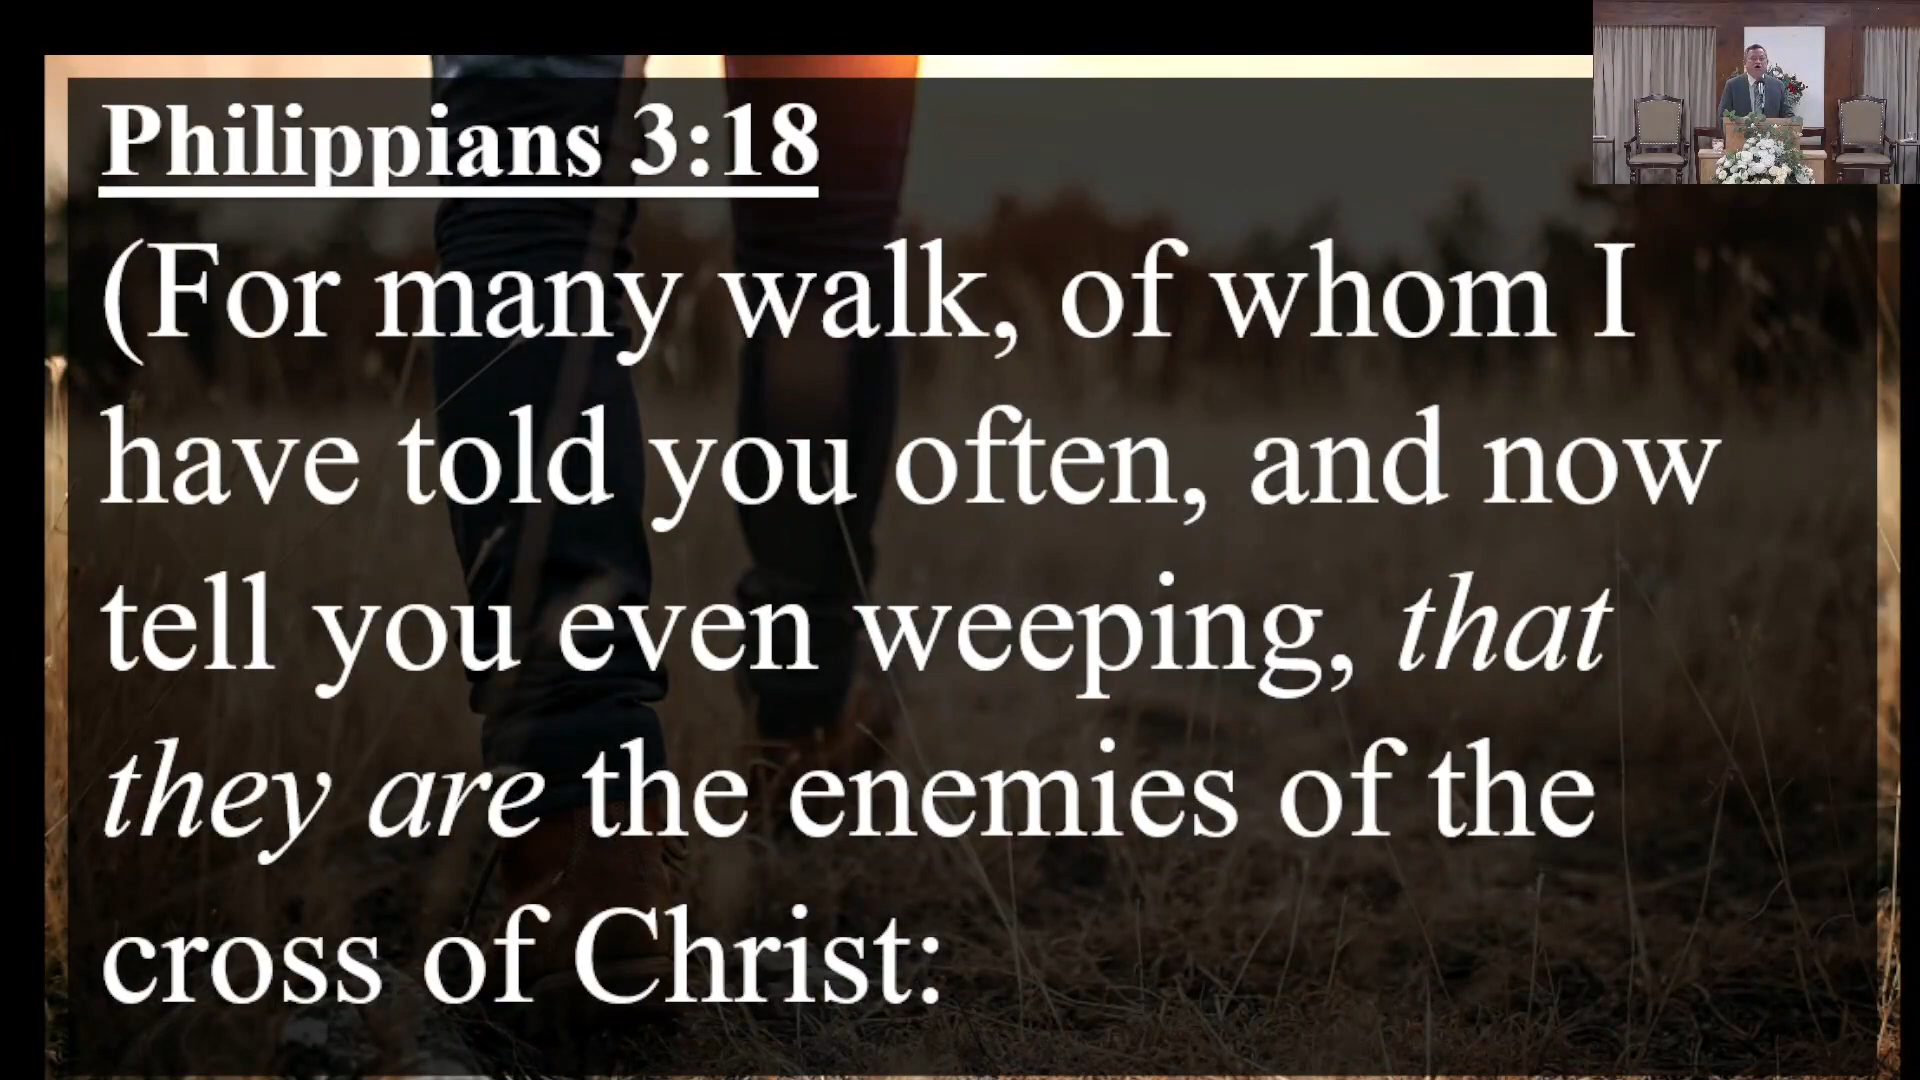 Philippians 3:18
(For many walk, of whom I
have told you often, and now
tell you even weeping, that
they are the enemies of the
cross of Christ: